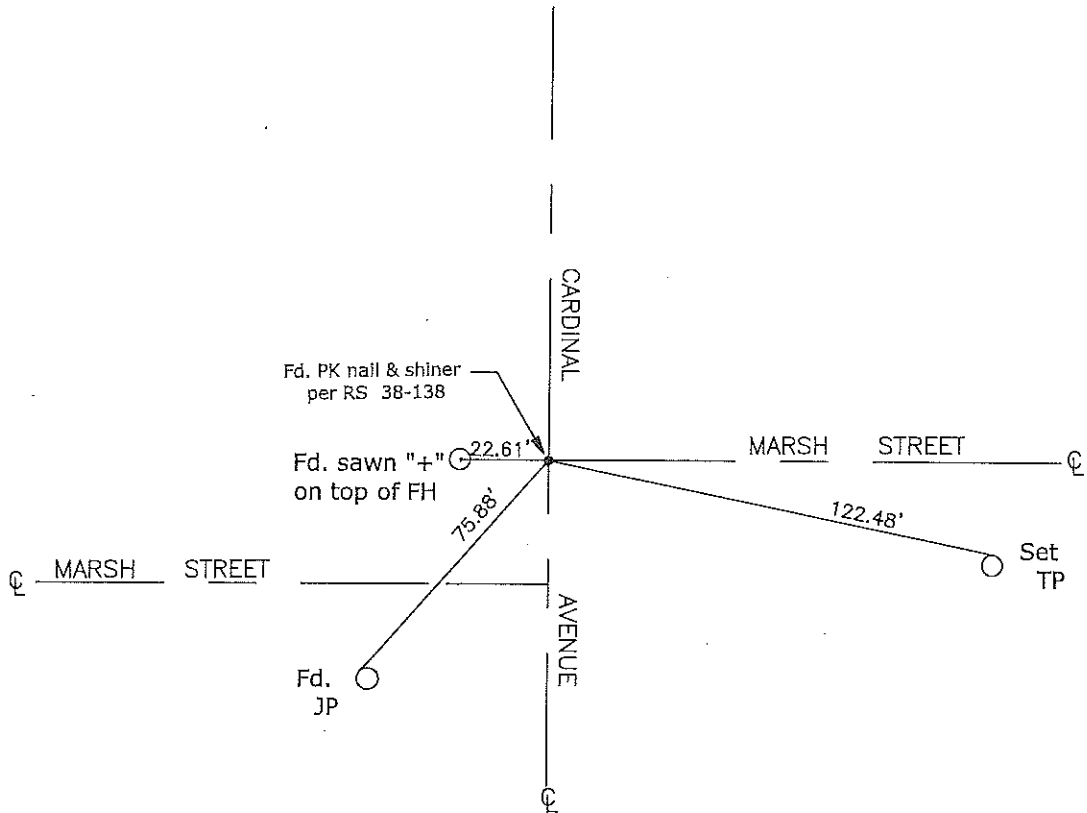 CARDINAL
Fd. PK nail & shiner
per RS 38-138
Fd. sawn "+"
on top of FH
22.61'
MARSH STREET ℄
75.88'
122.48'
Set
TP
℄ MARSH STREET
AVENUE
Fd.
JP
℄